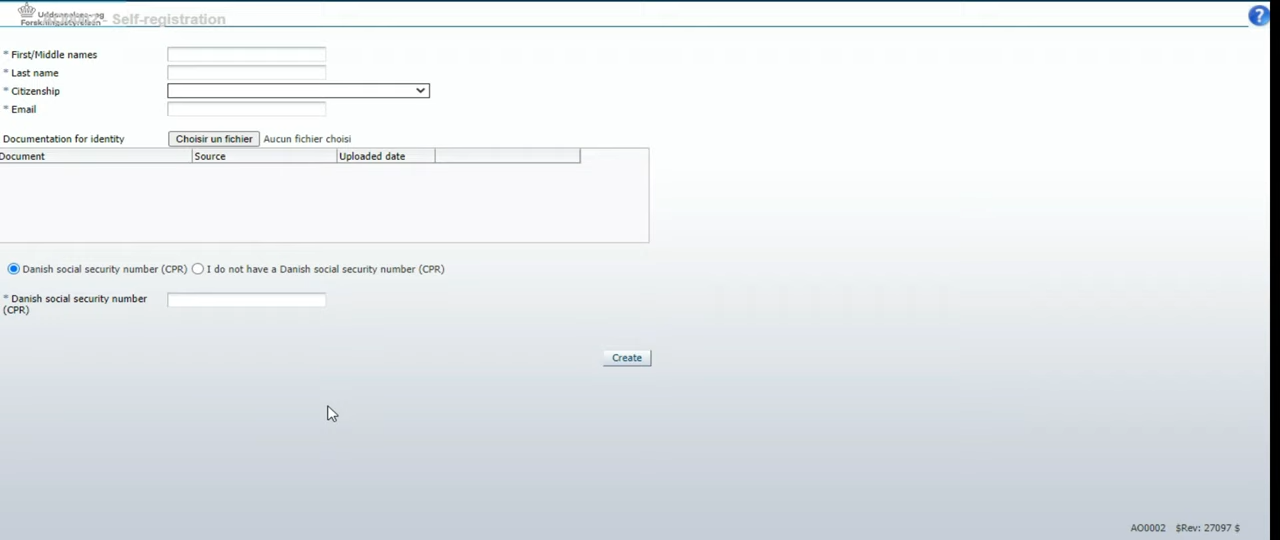 - Self-registration
* First/Middle names
* Last name
* Citizenship
* Email
Documentation for identity Choisir un fichier Aucun fichier choisi
Document Source Uploaded date
Danish social security number (CPR) I do not have a Danish social security number (CPR)
* Danish social security number
(CPR)
Create
AO0002 $Rev: 27097 $
?